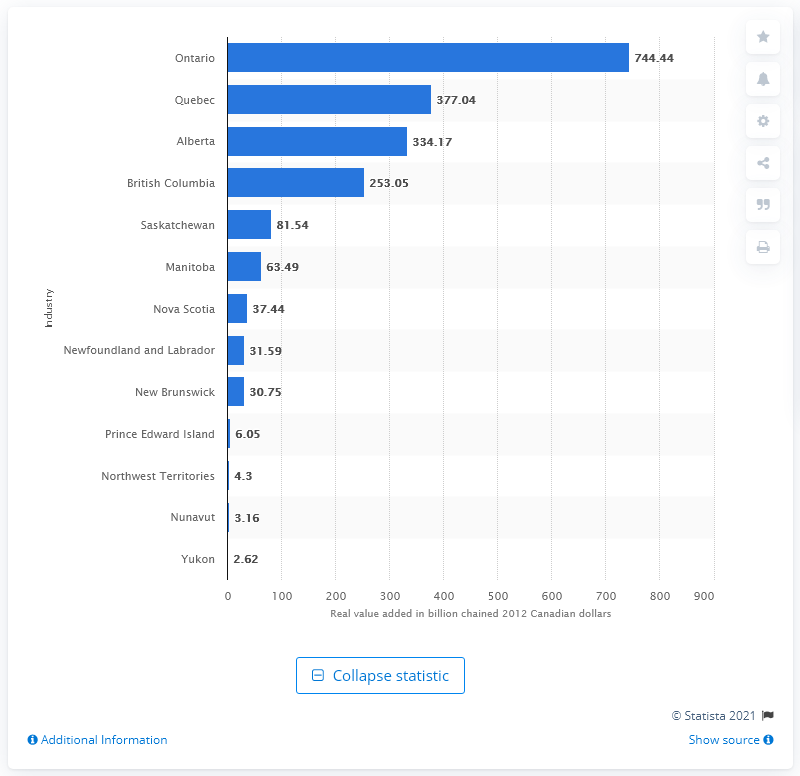 Ontario 744.44
Quebec 377.04
Alberta 334.17
British Columbia 253.05
Saskatchewan 81.54
Manitoba 63.49
Nova Scotia 37.44
Newfoundland and Labrador 31.59
New Brunswick 30.75
Prince Edward Island 6.05
Northwest Territories 4.3
Nunavut 3.16
Yukon 2.62
Industry
0 100 200 300 400 500 600 700 800 900
Real value added in billion chained 2012 Canadian dollars
Collapse statistic
© Statista 2021
Additional Information
Show source